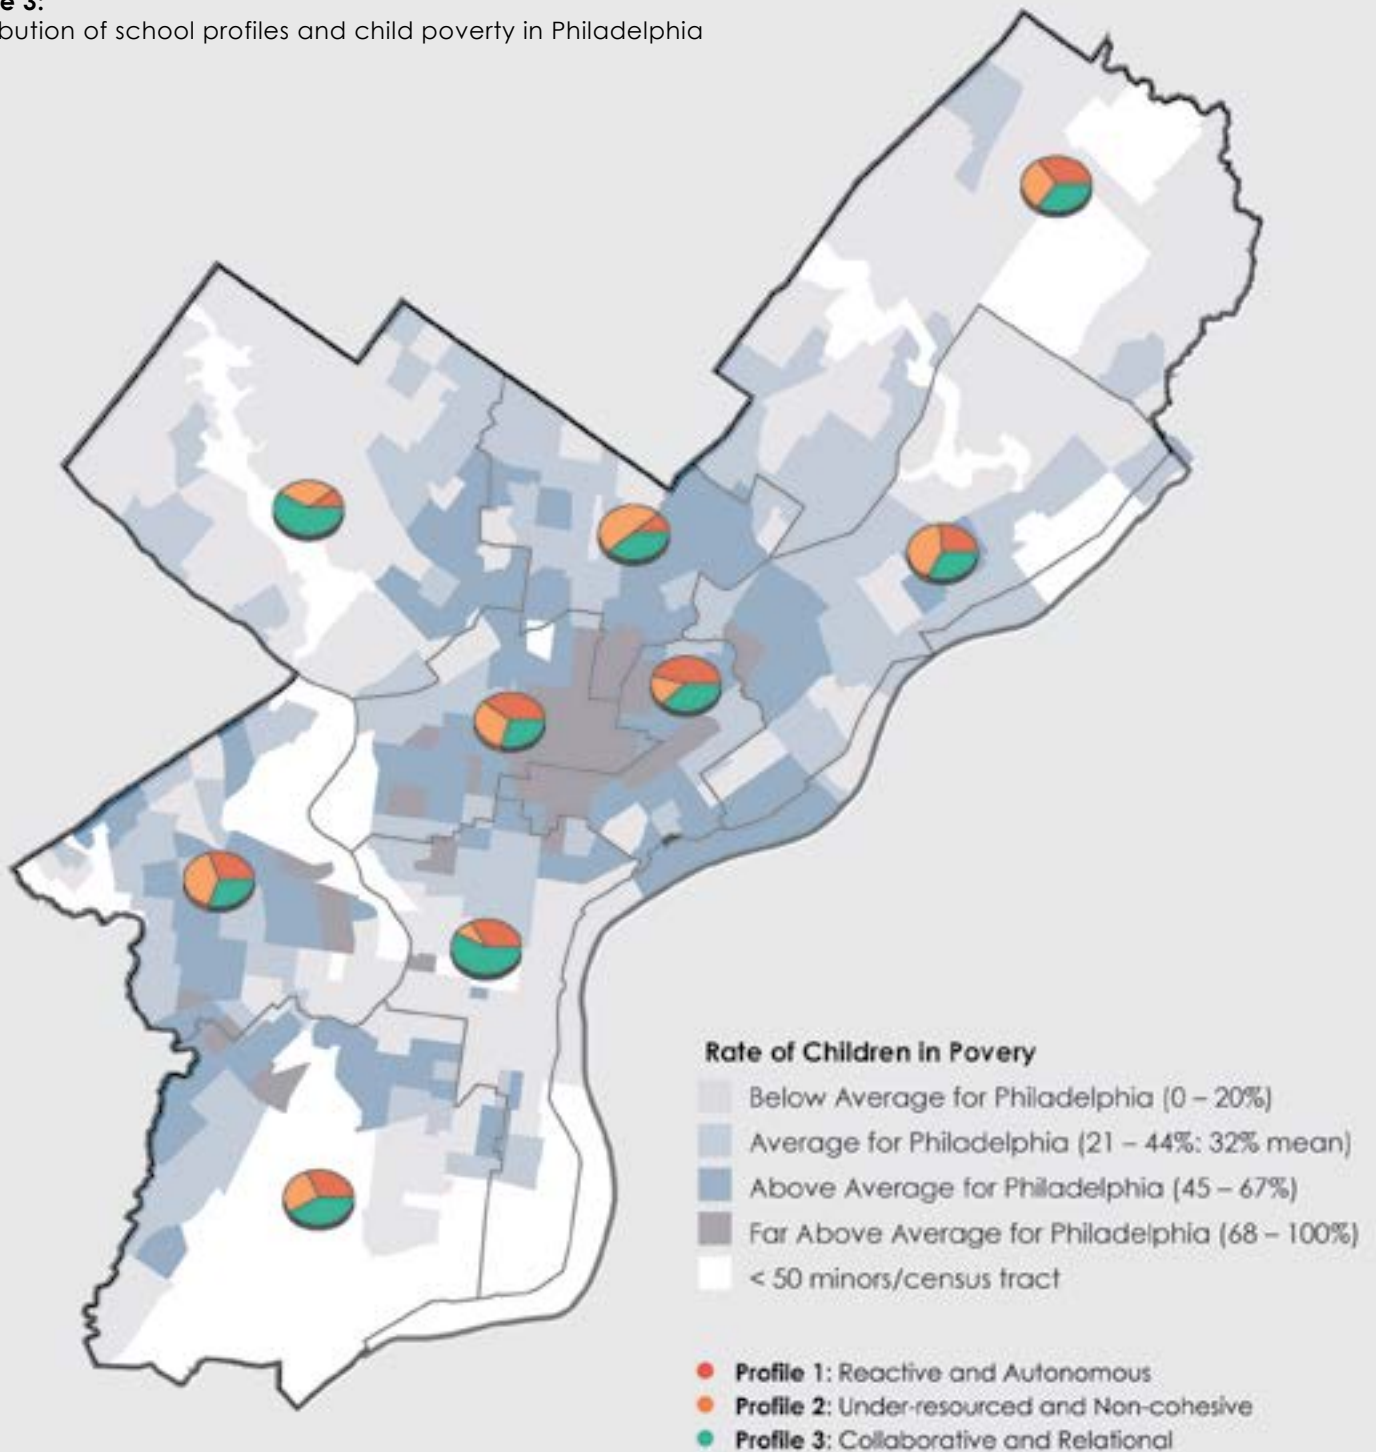 e 3:
bution of school profiles and child poverty in Philadelphia
Rate of Children in Povery
Below Average for Philadelphia (0 – 20%)
Average for Philadelphia (21 – 44%: 32% mean)
Above Average for Philadelphia (45 – 67%)
Far Above Average for Philadelphia (68 – 100%)
< 50 minors/census tract
Profile 1: Reactive and Autonomous
Profile 2: Under-resourced and Non-cohesive
Profile 3: Collaborative and Relational